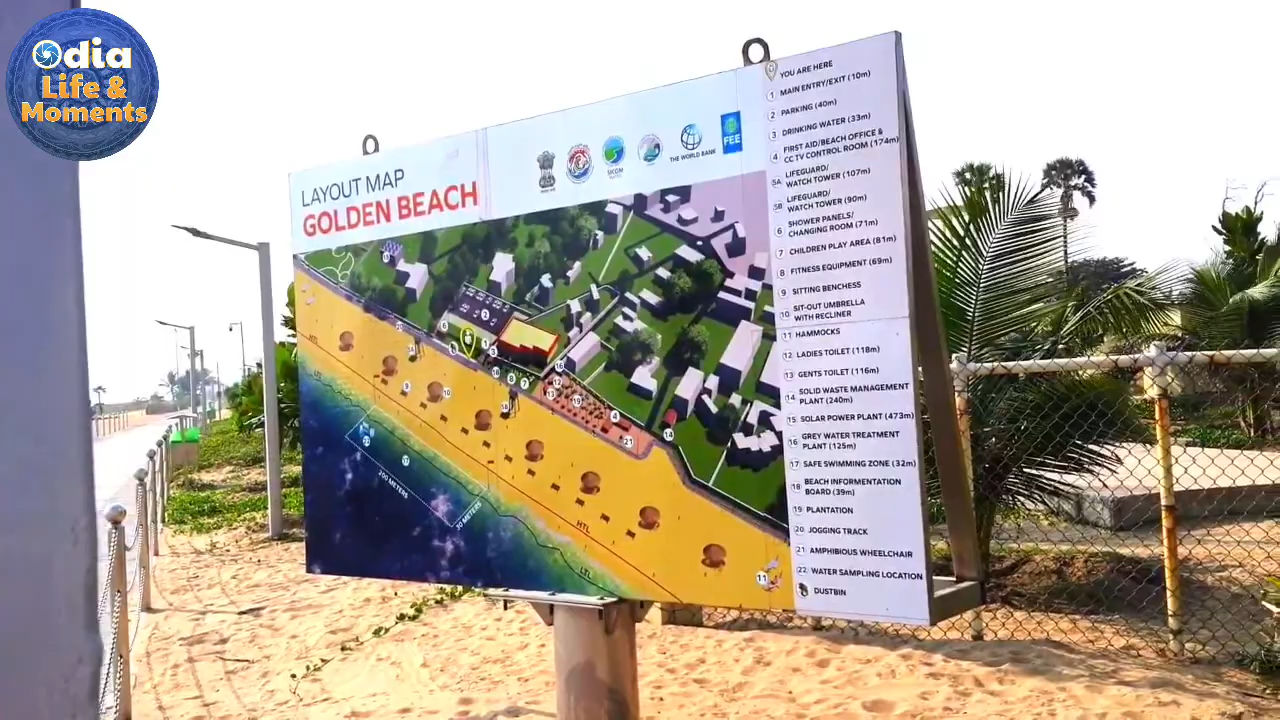 Odia
Life &
Moments
LAYOUT MAP
GOLDEN BEACH
SICOM
THE WORLD BANK
FEE
YOU ARE HERE
1 MAIN ENTRY/EXIT (10m)
2 PARKING (40m)
3 DRINKING WATER (33m)
4 FIRST AID/BEACH OFFICE &
CC TV CONTROL ROOM (174m)
5A LIFEGUARD/
WATCH TOWER (107m)
5B LIFEGUARD/
WATCH TOWER (90m)
6 SHOWER PANELS/
CHANGING ROOM (71m)
7 CHILDREN PLAY AREA (81m)
8 FITNESS EQUIPMENT (69m)
9 SITTING BENCHESS
10 SIT-OUT UMBRELLA
WITH RECLINER
11 HAMMOCKS
12 LADIES TOILET (118m)
13 GENTS TOILET (116m)
14 SOLID WASTE MANAGEMENT
PLANT (240m)
15 SOLAR POWER PLANT (473m)
16 GREY WATER TREATMENT
PLANT (125m)
17 SAFE SWIMMING ZONE (32m)
18 BEACH INFORMENTATION
BOARD (39m)
19 PLANTATION
20 JOGGING TRACK
21 AMPHIBIOUS WHEELCHAIR
22 WATER SAMPLING LOCATION
DUSTBIN
HTL
LTL
200 METERS
30 METERS
HTL
LTL